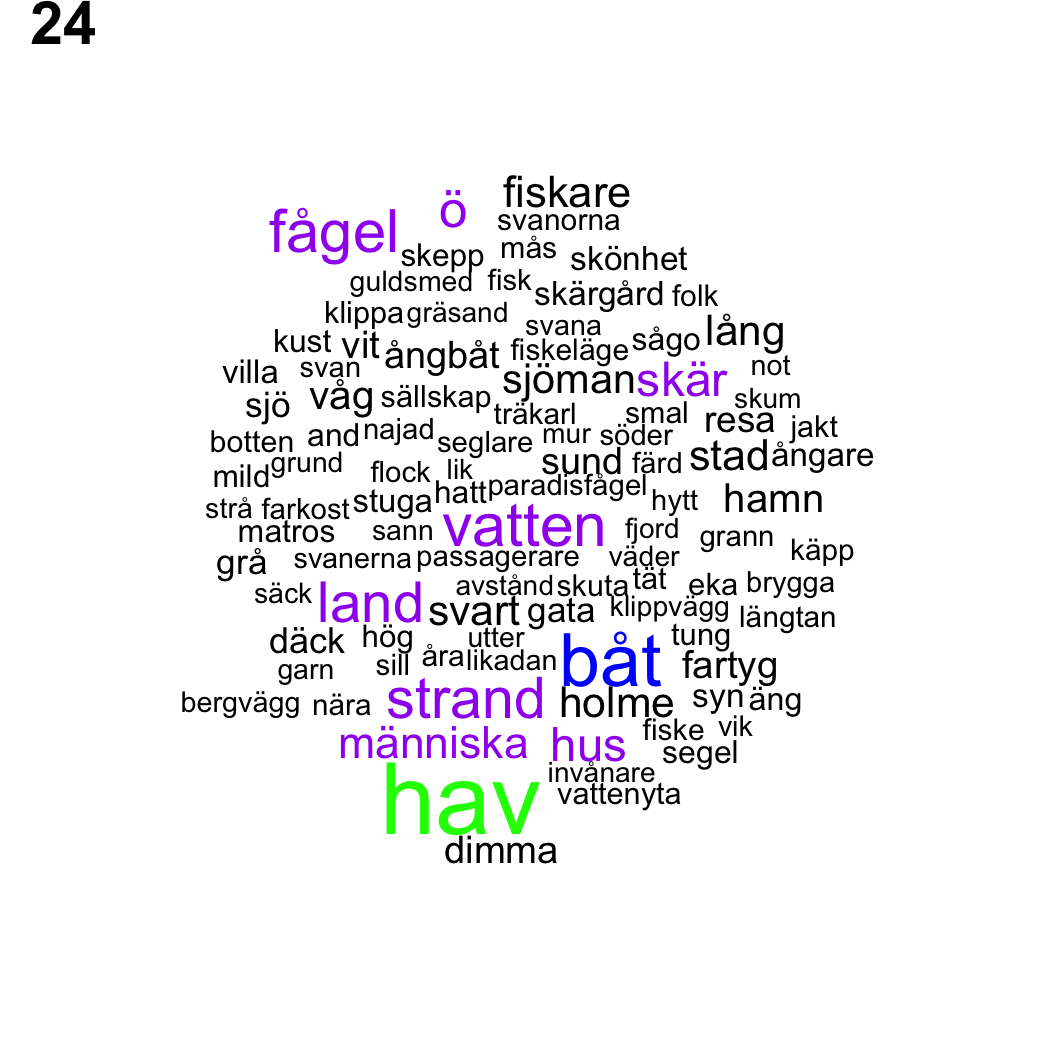 24
fiskare
fågel ö svanorna
skepp mås skönhet
guldsmed fisk skärgård folk
klippa gräsand svana sågo lång
kust vit ångbåt fiskeläge
villa svan sjöman skär not
sjö våg sällskap träkarl smal resa skum jakt
botten and najad seglare mur söder
mild grund flock lik sund färd stad ångare
strå farkost stuga hatt paradisfågel hytt hamn
matros sann vatten fjord grann
grå svanerna passagerare väder käpp
säck land avstånd skuta tät eka brygga
svart gata klippvägg längtan
däck hög utter båt tung
garn sill åra likadan fartyg
bergvägg nära strand holme syn äng
människa hus fiske vik
segel
hav invånare
vattenyta
dimma